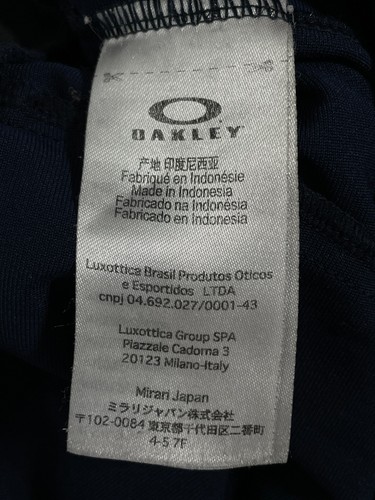 OAKLEY
产地 印度尼西亚
Fabriqué en Indonésie
Made in Indonesia
Fabricado na Indonésia
Fabricado en Indonesia
Luxottica Brasil Produtos Oticos
e Esportidos LTDA
cnpj 04.692.027/0001-43
Luxottica Group SPA
Piazzale Cadorna 3
20123 Milano-Italy
Mirari Japan
ミラリジャパン株式会社
〒102-0084 東京都千代田区二番町
4-5 7F